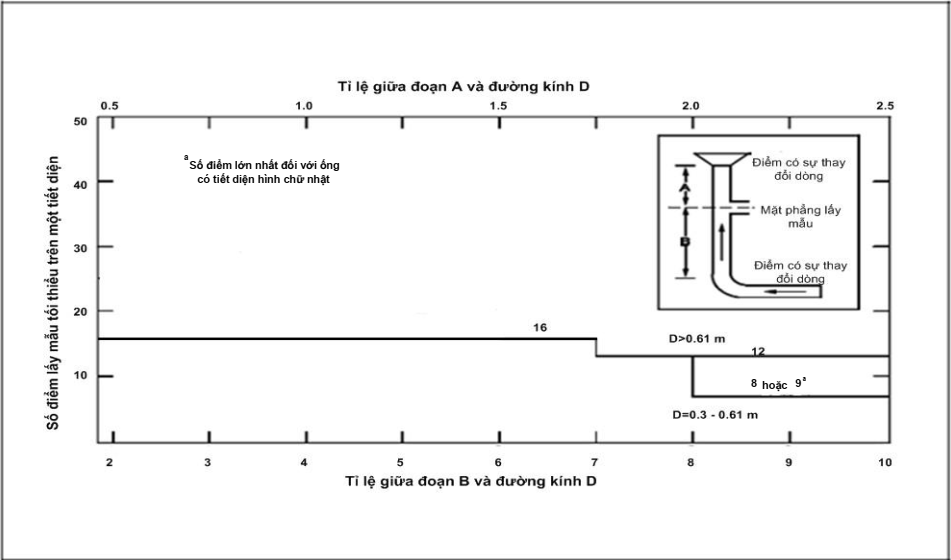 Tỉ lệ giữa đoạn A và đường kính D
0.5 1.0 1.5 2.0 2.5
50
40
30
20
10
Số điểm lấy mẫu tối thiểu trên một tiết diện
a Số điểm lớn nhất đối với ống
có tiết diện hình chữ nhật
A
B
Điểm có sự thay
đổi dòng
Mặt phẳng lấy
mẫu
Điểm có sự thay
đổi dòng
16
D>0.61 m
12
8 hoặc 9a
D=0.3 - 0.61 m
2 3 4 5 6 7 8 9 10
Tỉ lệ giữa đoạn B và đường kính D